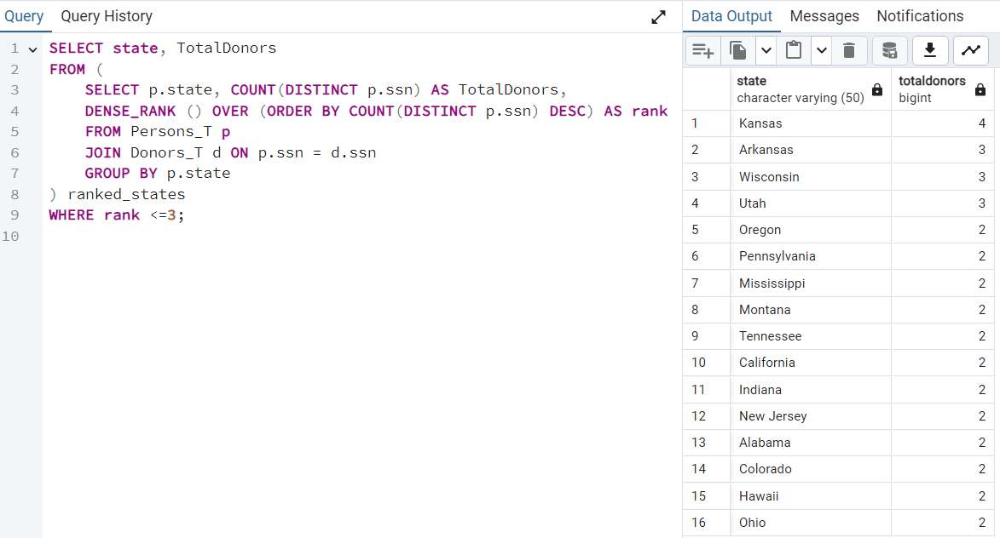 Query Query History
1 SELECT state, TotalDonors
2 FROM (
3 SELECT p.state, COUNT(DISTINCT p.ssn) AS TotalDonors,
4 DENSE_RANK () OVER (ORDER BY COUNT(DISTINCT p.ssn) DESC) AS rank
5 FROM Persons_T p
6 JOIN Donors_T d ON p.ssn = d.ssn
7 GROUP BY p.state
8 ) ranked_states
9 WHERE rank <=3;
10
Data Output Messages Notifications
state totaldonors
character varying (50) bigint
1 Kansas 4
2 Arkansas 3
3 Wisconsin 3
4 Utah 3
5 Oregon 2
6 Pennsylvania 2
7 Mississippi 2
8 Montana 2
9 Tennessee 2
10 California 2
11 Indiana 2
12 New Jersey 2
13 Alabama 2
14 Colorado 2
15 Hawaii 2
16 Ohio 2